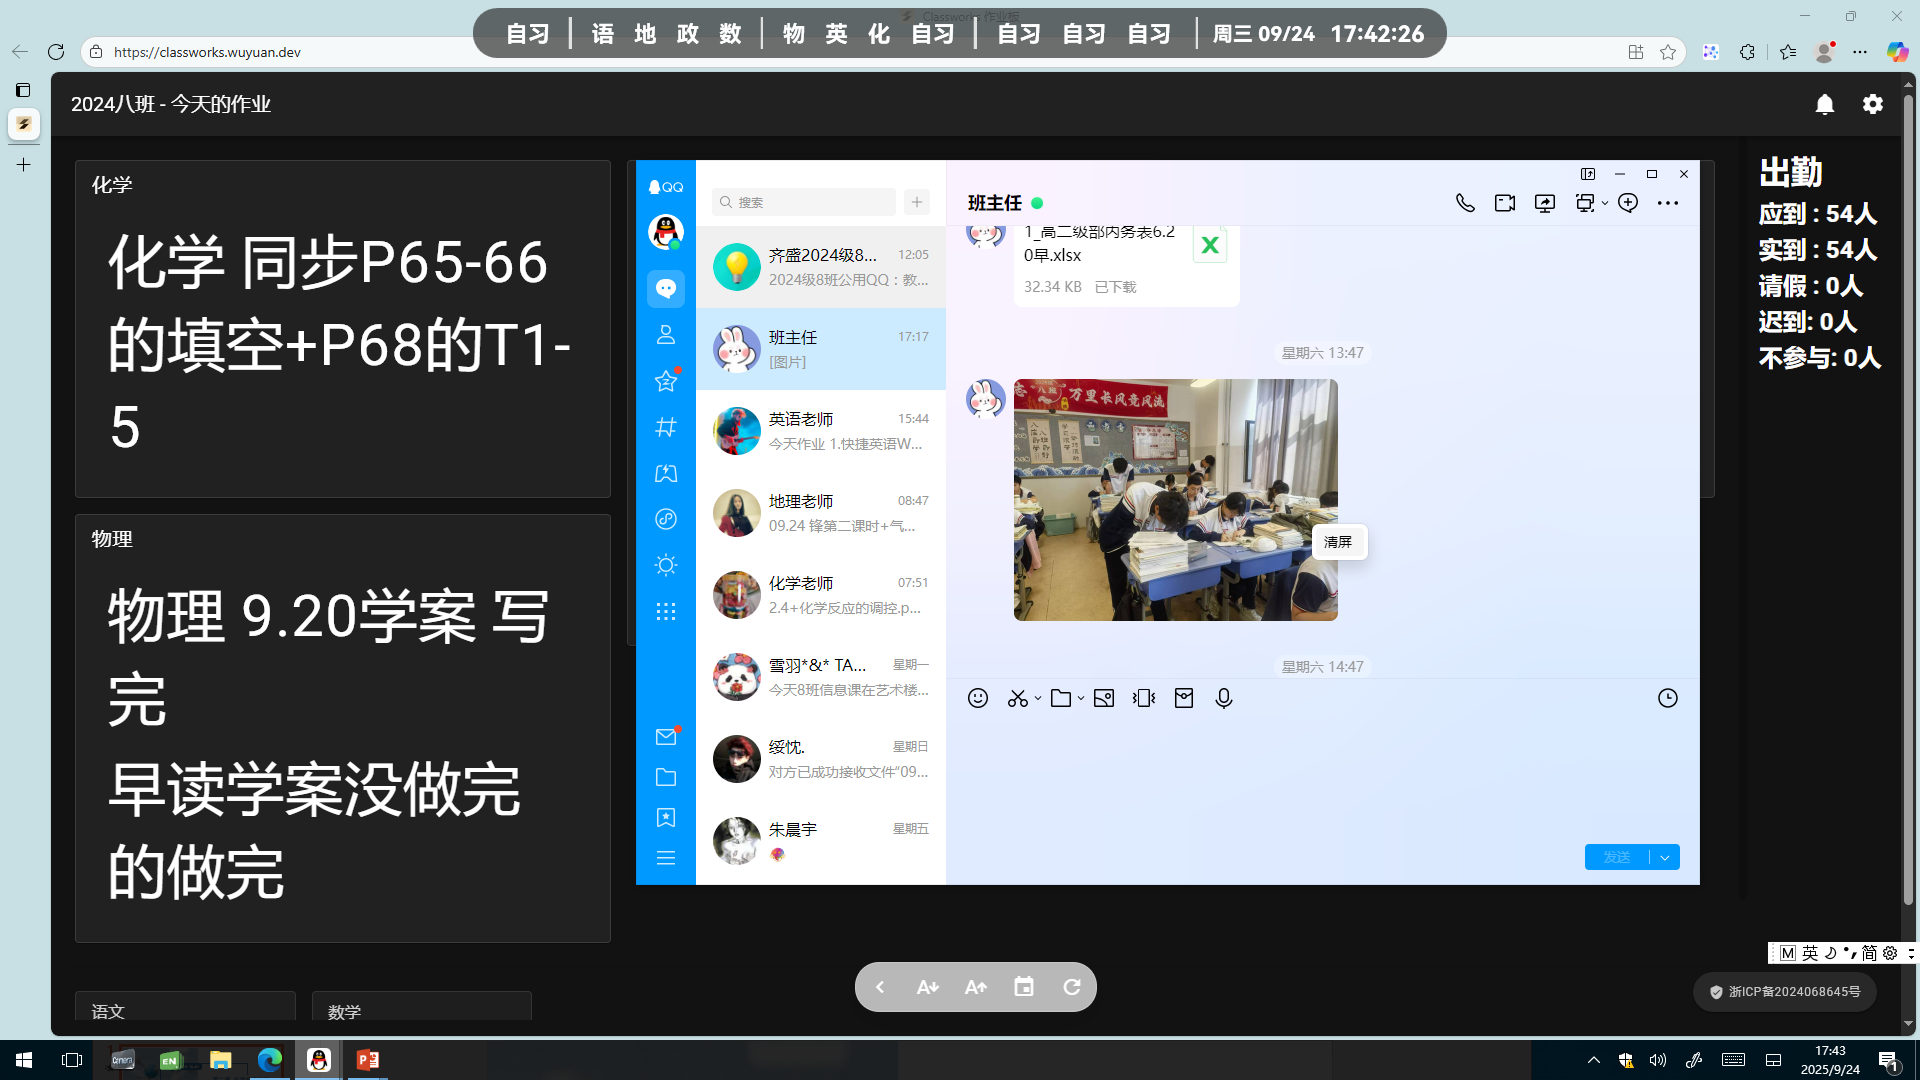 自习 | 语 地 政 数 | 物 英 化 自习 | 自习 自习 自习 | 周三 09/24 17:42:26
https://classworks.wuyuan.dev
2024八班 - 今天的作业
化学
化学 同步P65-66
的填空+P68的T1-
5
物理
物理 9.20学案 写
完
早读学案没做完
的做完
语文
数学
QQ
搜索
齐盛2024级8... 12:05
2024级8班公用QQ：教...
班主任 17:17
[图片]
英语老师 15:44
今天作业 1.快捷英语W...
地理老师 08:47
09.24 锋第二课时+气...
化学老师 07:51
2.4+化学反应的调控.p...
雪羽*&* TA... 星期一
今天8班信息课在艺术楼...
绥忱. 星期日
对方已成功接收文件“09...
朱晨宇 星期五
班主任
1_高二级部内务表6.2
0早.xlsx
32.34 KB 已下载
星期六 13:47
万里长风竞风流
清屏
星期六 14:47
发送
出勤
应到 : 54人
实到 : 54人
请假 : 0人
迟到: 0人
不参与: 0人
M 英 简
浙ICP备2024068645号
Camera
EN
17:43
2025/9/24
1